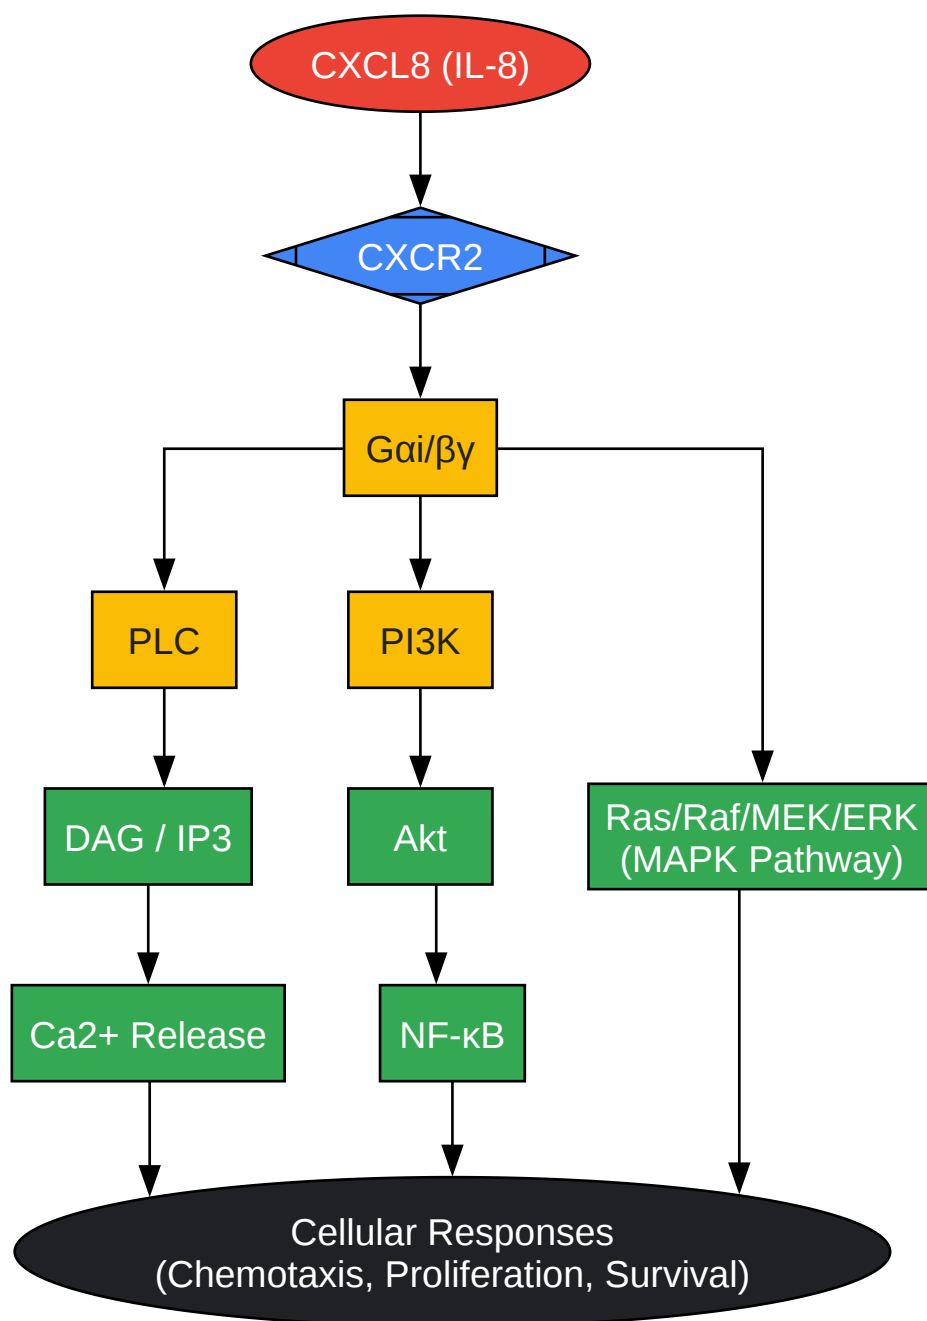 CXCL8 (IL-8)
CXCR2
Gαi/βγ
PLC
PI3K
DAG / IP3
Akt
Ras/Raf/MEK/ERK
(MAPK Pathway)
Ca2+ Release
NF-κB
Cellular Responses
(Chemotaxis, Proliferation, Survival)